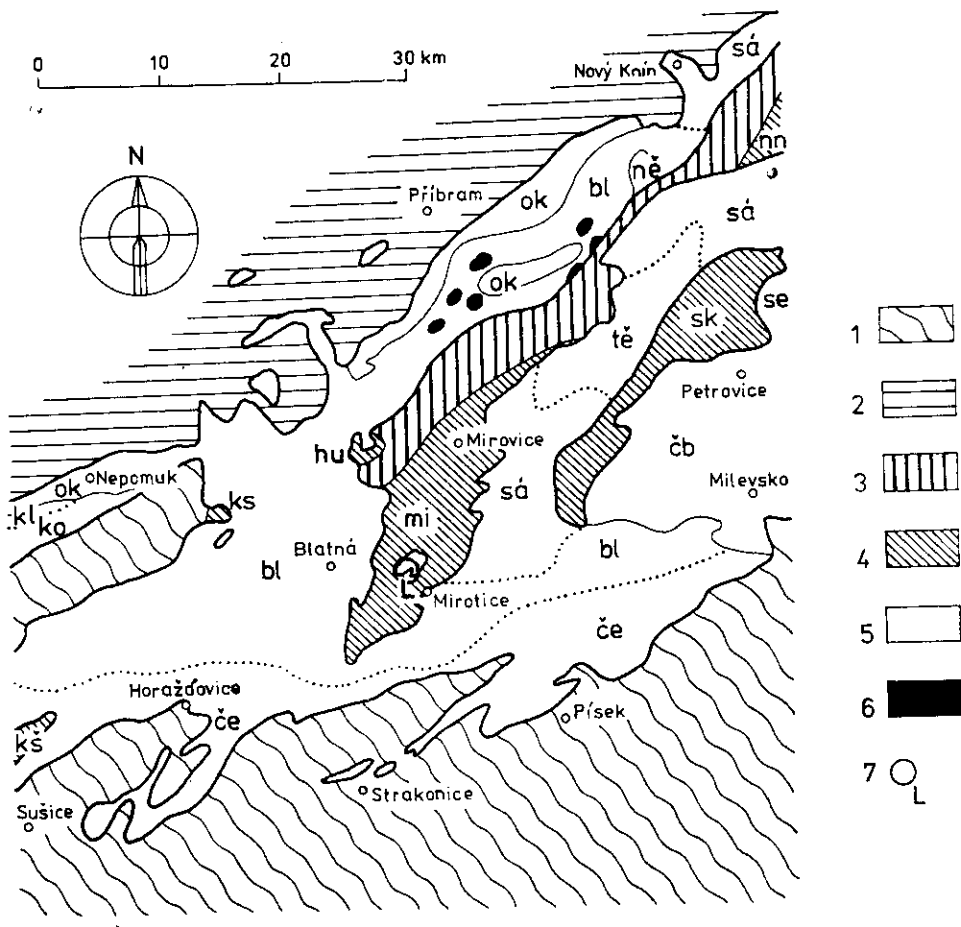 0 10 20 30 km
N
Nový Knín
sá
nn
ně
bl
ok
Příbram
sá
ok
se
sk
tě
1
Petrovice
2
hu
Mirovice
čb
sá
Milevsko
3
ok
Nepomuk
kl
ko
ks
mi
bl
Blatná
bl
4
L
Mirotice
če
5
Horažďovice
kš
če
Písek
6
Sušice
Strakonice
7
L